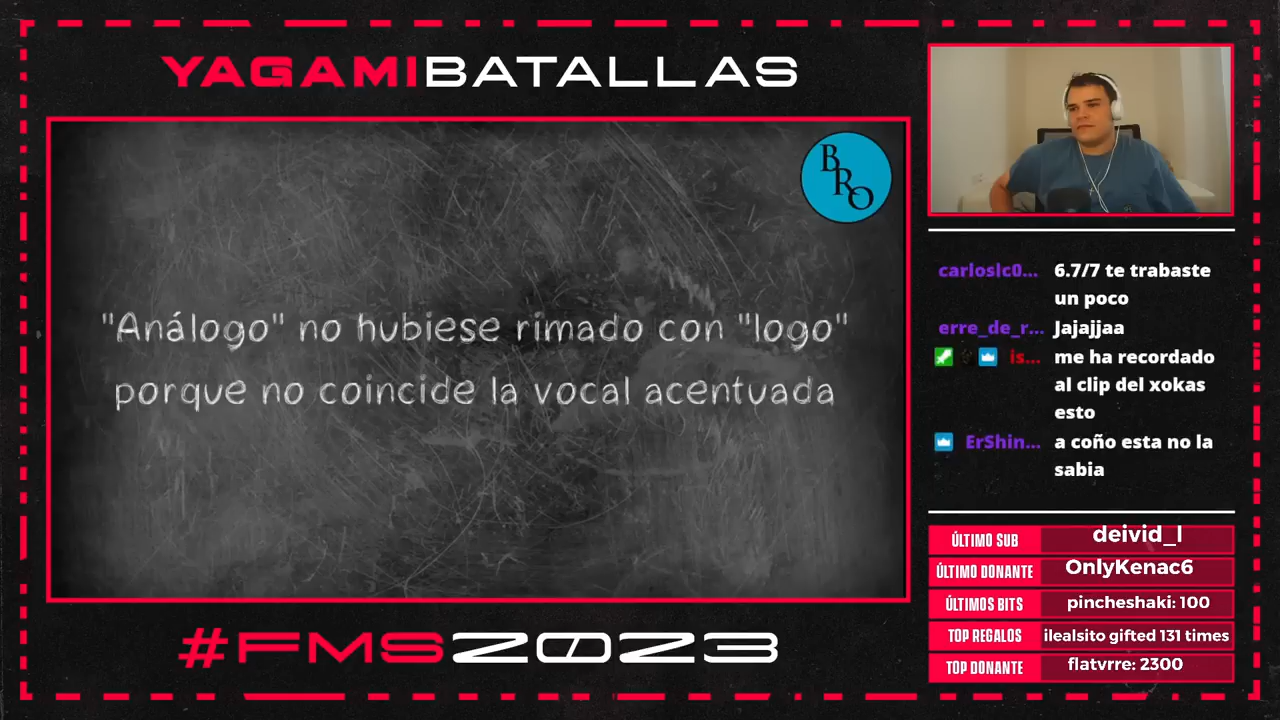 YAGAMIBATALLAS
BRO
"Análogo" no hubiese rimado con "logo"
porque no coincide la vocal acentuada
#FMS2023
carloslc0... 6.7/7 te trabaste
un poco
erre_de_r... Jajajjaa
is... me ha recordado
al clip del xokas
esto
ErShin... a coño esta no la
sabia
ÚLTIMO SUB deivid_l
ÚLTIMO DONANTE OnlyKenac6
ÚLTIMOS BITS pincheshaki: 100
TOP REGALOS ilealsito gifted 131 times
TOP DONANTE flatvrre: 2300